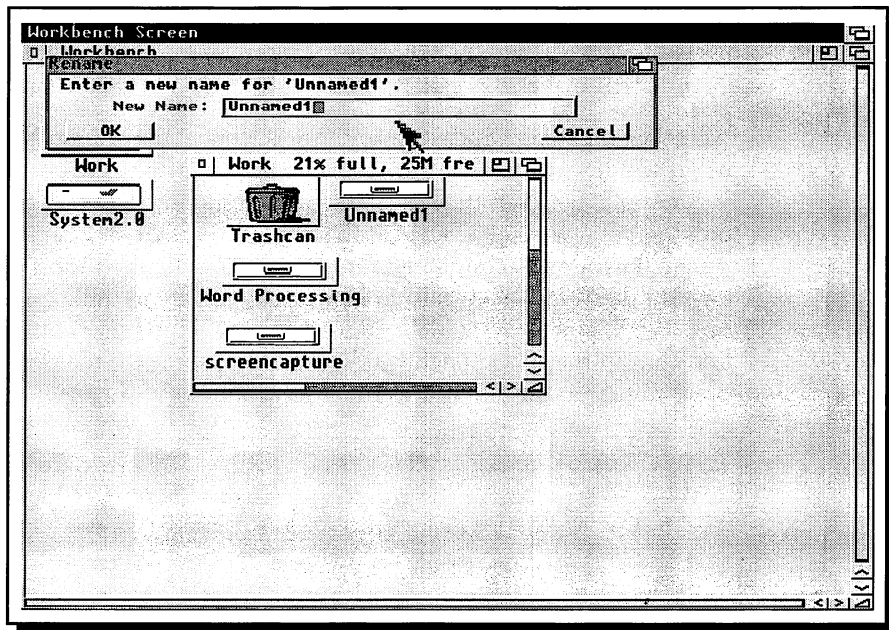 Workbench Screen
Workbench
Rename
Enter a new name for 'Unnamed1'.
New Name: Unnamed1
OK
Cancel
Work
Work 21% full, 25M fre
System2.0
Trashcan
Unnamed1
Word Processing
screencapture